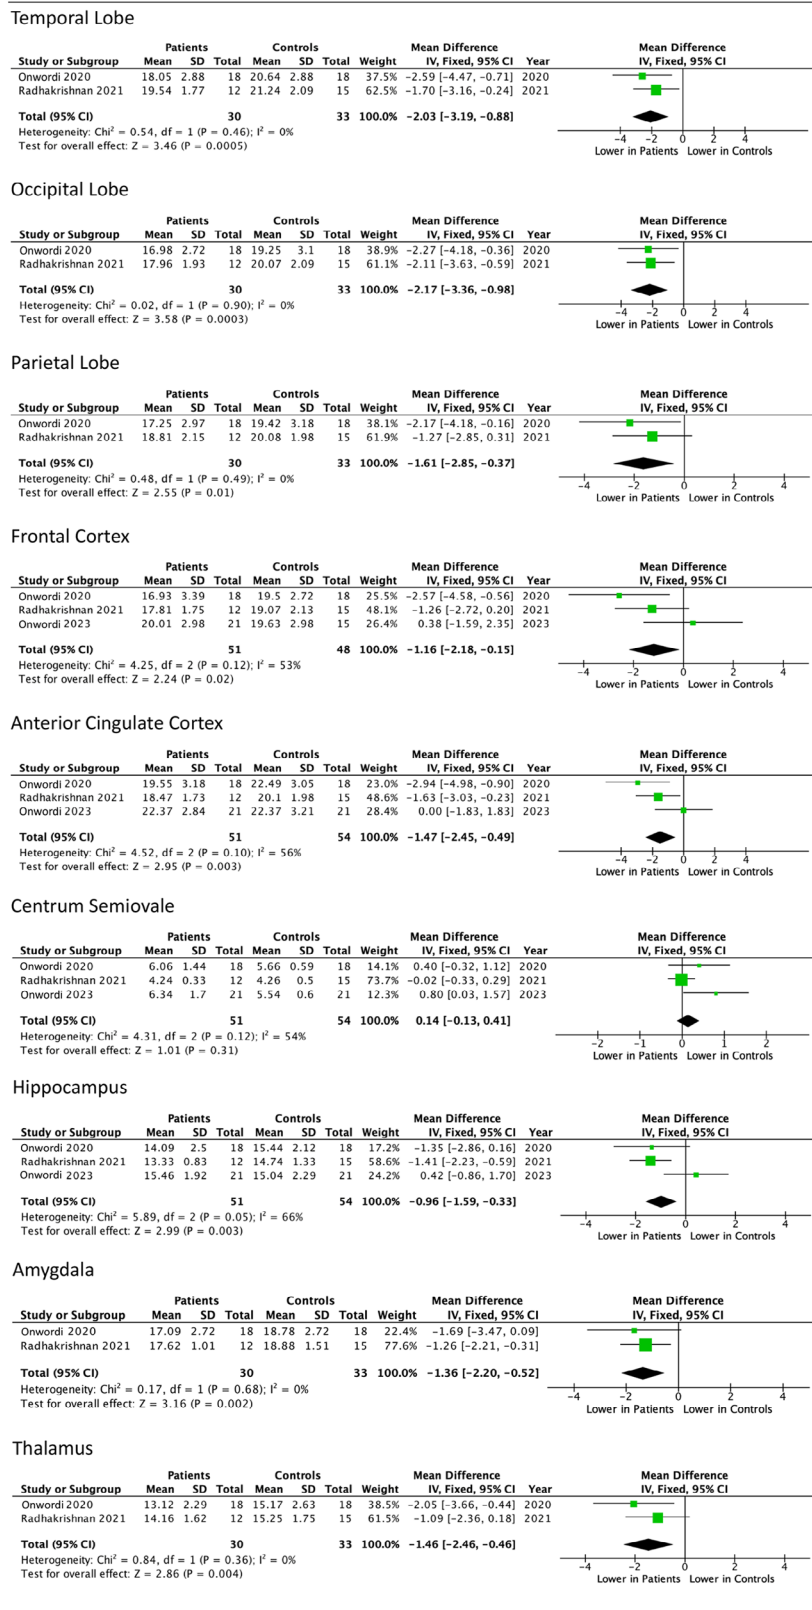 Temporal Lobe
Patients Controls Mean Difference Mean Difference
Study or Subgroup Mean SD Total Mean SD Total Weight IV, Fixed, 95% CI Year IV, Fixed, 95% CI
Onwordi 2020 18.05 2.88 18 20.64 2.88 18 37.5% -2.59 [-4.47, -0.71] 2020
Radhakrishnan 2021 19.54 1.77 12 21.24 2.09 15 62.5% -1.70 [-3.16, -0.24] 2021
Total (95% CI) 30 33 100.0% -2.03 [-3.19, -0.88]
Heterogeneity: Chi² = 0.54, df = 1 (P = 0.46); I² = 0%
Test for overall effect: Z = 3.46 (P = 0.0005)
-4 -2 0 2 4
Lower in Patients Lower in Controls
Occipital Lobe
Patients Controls Mean Difference Mean Difference
Study or Subgroup Mean SD Total Mean SD Total Weight IV, Fixed, 95% CI Year IV, Fixed, 95% CI
Onwordi 2020 16.98 2.72 18 19.25 3.1 18 38.9% -2.27 [-4.18, -0.36] 2020
Radhakrishnan 2021 17.96 1.93 12 20.07 2.09 15 61.1% -2.11 [-3.63, -0.59] 2021
Total (95% CI) 30 33 100.0% -2.17 [-3.36, -0.98]
Heterogeneity: Chi² = 0.02, df = 1 (P = 0.90); I² = 0%
Test for overall effect: Z = 3.58 (P = 0.0003)
-4 -2 0 2 4
Lower in Patients Lower in Controls
Parietal Lobe
Patients Controls Mean Difference Mean Difference
Study or Subgroup Mean SD Total Mean SD Total Weight IV, Fixed, 95% CI Year IV, Fixed, 95% CI
Onwordi 2020 17.25 2.97 18 19.42 3.18 18 38.1% -2.17 [-4.18, -0.16] 2020
Radhakrishnan 2021 18.81 2.15 12 20.08 1.98 15 61.9% -1.27 [-2.85, 0.31] 2021
Total (95% CI) 30 33 100.0% -1.61 [-2.85, -0.37]
Heterogeneity: Chi² = 0.48, df = 1 (P = 0.49); I² = 0%
Test for overall effect: Z = 2.55 (P = 0.01)
-4 -2 0 2 4
Lower in Patients Lower in Controls
Frontal Cortex
Patients Controls Mean Difference Mean Difference
Study or Subgroup Mean SD Total Mean SD Total Weight IV, Fixed, 95% CI Year IV, Fixed, 95% CI
Onwordi 2020 16.93 3.39 18 19.5 2.72 18 25.5% -2.57 [-4.58, -0.56] 2020
Radhakrishnan 2021 17.81 1.75 12 19.07 2.13 15 48.1% -1.26 [-2.72, 0.20] 2021
Onwordi 2023 20.01 2.98 21 19.63 2.98 15 26.4% 0.38 [-1.59, 2.35] 2023
Total (95% CI) 51 48 100.0% -1.16 [-2.18, -0.15]
Heterogeneity: Chi² = 4.25, df = 2 (P = 0.12); I² = 53%
Test for overall effect: Z = 2.24 (P = 0.02)
-4 -2 0 2 4
Lower in Patients Lower in Controls
Anterior Cingulate Cortex
Patients Controls Mean Difference Mean Difference
Study or Subgroup Mean SD Total Mean SD Total Weight IV, Fixed, 95% CI Year IV, Fixed, 95% CI
Onwordi 2020 19.55 3.18 18 22.49 3.05 18 23.0% -2.94 [-4.98, -0.90] 2020
Radhakrishnan 2021 18.47 1.73 12 20.1 1.98 15 48.6% -1.63 [-3.03, -0.23] 2021
Onwordi 2023 22.37 2.84 21 22.37 3.21 21 28.4% 0.00 [-1.83, 1.83] 2023
Total (95% CI) 51 54 100.0% -1.47 [-2.45, -0.49]
Heterogeneity: Chi² = 4.52, df = 2 (P = 0.10); I² = 56%
Test for overall effect: Z = 2.95 (P = 0.003)
-4 -2 0 2 4
Lower in Patients Lower in Controls
Centrum Semiovale
Patients Controls Mean Difference Mean Difference
Study or Subgroup Mean SD Total Mean SD Total Weight IV, Fixed, 95% CI Year IV, Fixed, 95% CI
Onwordi 2020 6.06 1.44 18 5.66 0.59 18 14.1% 0.40 [-0.32, 1.12] 2020
Radhakrishnan 2021 4.24 0.33 12 4.26 0.5 15 73.7% -0.02 [-0.33, 0.29] 2021
Onwordi 2023 6.34 1.7 21 5.54 0.6 21 12.3% 0.80 [0.03, 1.57] 2023
Total (95% CI) 51 54 100.0% 0.14 [-0.13, 0.41]
Heterogeneity: Chi² = 4.31, df = 2 (P = 0.12); I² = 54%
Test for overall effect: Z = 1.01 (P = 0.31)
-2 -1 0 1 2
Lower in Patients Lower in Controls
Hippocampus
Patients Controls Mean Difference Mean Difference
Study or Subgroup Mean SD Total Mean SD Total Weight IV, Fixed, 95% CI Year IV, Fixed, 95% CI
Onwordi 2020 14.09 2.5 18 15.44 2.12 18 17.2% -1.35 [-2.86, 0.16] 2020
Radhakrishnan 2021 13.33 0.83 12 14.74 1.33 15 58.6% -1.41 [-2.23, -0.59] 2021
Onwordi 2023 15.46 1.92 21 15.04 2.29 21 24.2% 0.42 [-0.86, 1.70] 2023
Total (95% CI) 51 54 100.0% -0.96 [-1.59, -0.33]
Heterogeneity: Chi² = 5.89, df = 2 (P = 0.05); I² = 66%
Test for overall effect: Z = 2.99 (P = 0.003)
-4 -2 0 2 4
Lower in Patients Lower in Controls
Amygdala
Patients Controls Mean Difference Mean Difference
Study or Subgroup Mean SD Total Mean SD Total Weight IV, Fixed, 95% CI IV, Fixed, 95% CI
Onwordi 2020 17.09 2.72 18 18.78 2.72 18 22.4% -1.69 [-3.47, 0.09]
Radhakrishnan 2021 17.62 1.01 12 18.88 1.51 15 77.6% -1.26 [-2.21, -0.31]
Total (95% CI) 30 33 100.0% -1.36 [-2.20, -0.52]
Heterogeneity: Chi² = 0.17, df = 1 (P = 0.68); I² = 0%
Test for overall effect: Z = 3.16 (P = 0.002)
-4 -2 0 2 4
Lower in Patients Lower in Controls
Thalamus
Patients Controls Mean Difference Mean Difference
Study or Subgroup Mean SD Total Mean SD Total Weight IV, Fixed, 95% CI Year IV, Fixed, 95% CI
Onwordi 2020 13.12 2.29 18 15.17 2.63 18 38.5% -2.05 [-3.66, -0.44] 2020
Radhakrishnan 2021 14.16 1.62 12 15.25 1.75 15 61.5% -1.09 [-2.36, 0.18] 2021
Total (95% CI) 30 33 100.0% -1.46 [-2.46, -0.46]
Heterogeneity: Chi² = 0.84, df = 1 (P = 0.36); I² = 0%
Test for overall effect: Z = 2.86 (P = 0.004)
-4 -2 0 2 4
Lower in Patients Lower in Controls